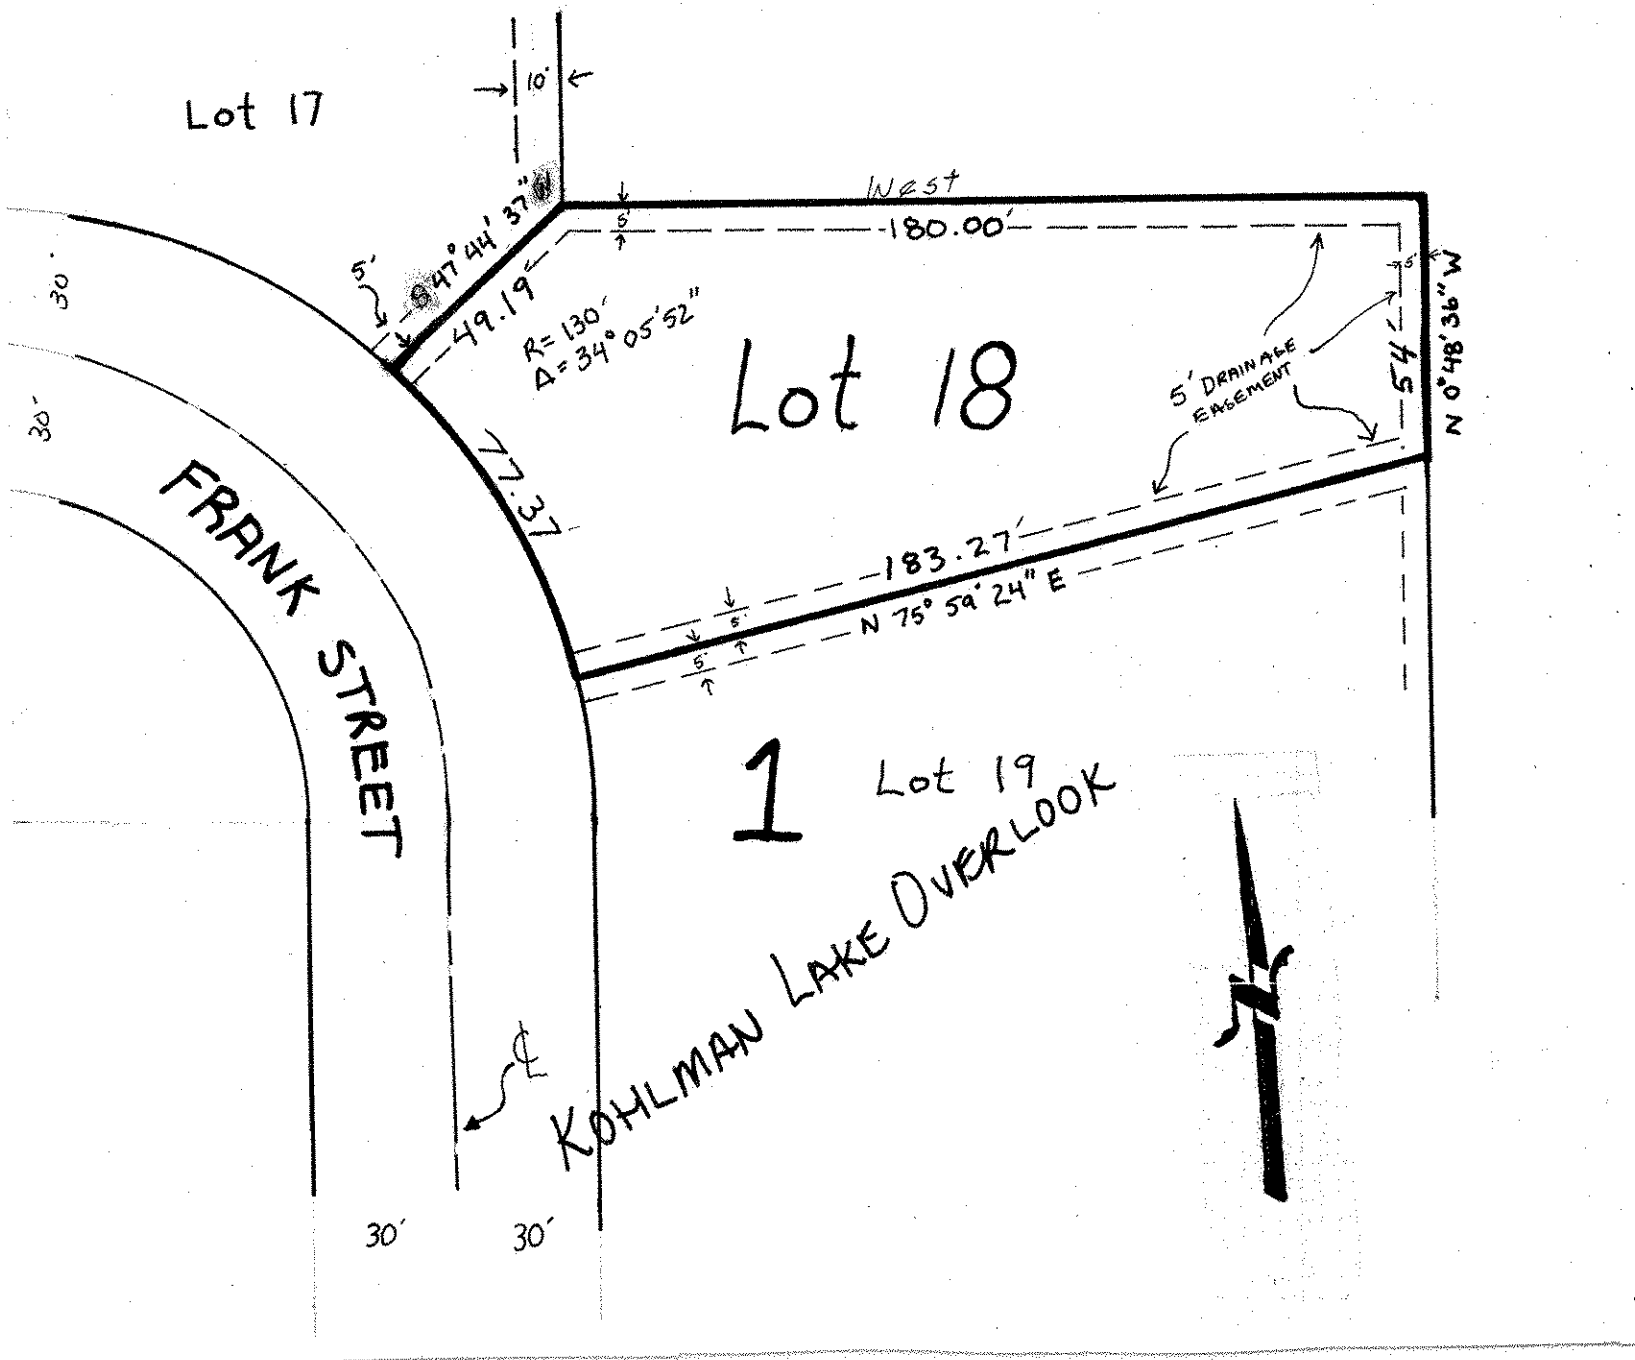 10'
Lot 17
West
5'
180.00'
S 47° 44' 37" W
5'
49.19'
5'
N 0° 48' 36" W
54'
R = 130'
Δ = 34° 05' 52"
Lot 18
5' DRAINAGE
EASEMENT
30'
30'
77.37
FRANK STREET
183.27'
N 75° 59' 24" E
5'
5'
1
Lot 19
KOHLMAN LAKE OVERLOOK
N
℄
30'
30'